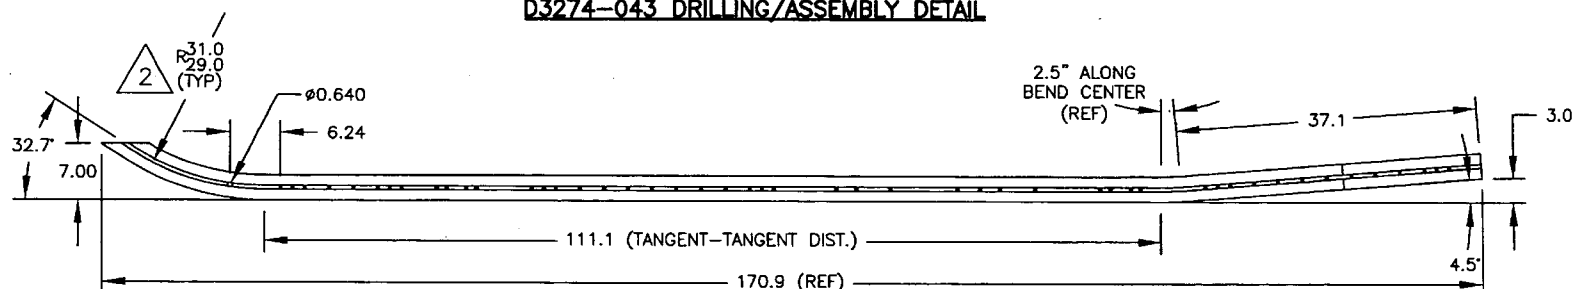 D3274-043 DRILLING/ASSEMBLY DETAIL
2
R31.0
29.0
(TYP)
ø0.640
6.24
2.5" ALONG
BEND CENTER
(REF)
37.1
3.0
32.7°
7.00
111.1 (TANGENT-TANGENT DIST.)
4.5°
170.9 (REF)